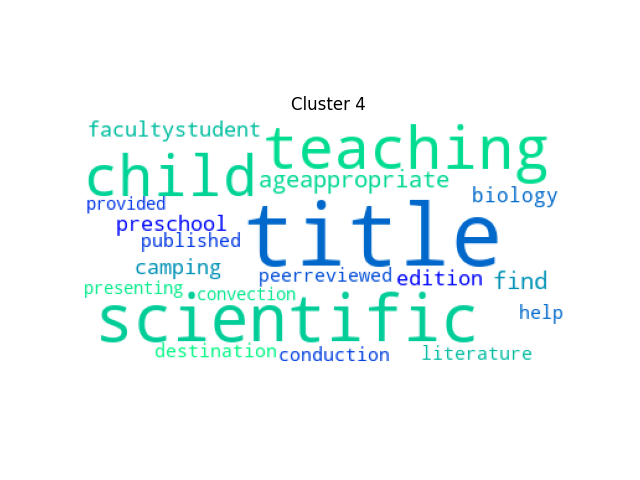 Cluster 4
facultystudent
teaching
child
ageappropriate
biology
provided
title
preschool
published
camping
peerreviewed
edition
find
presenting
convection
scientific
help
destination
conduction
literature